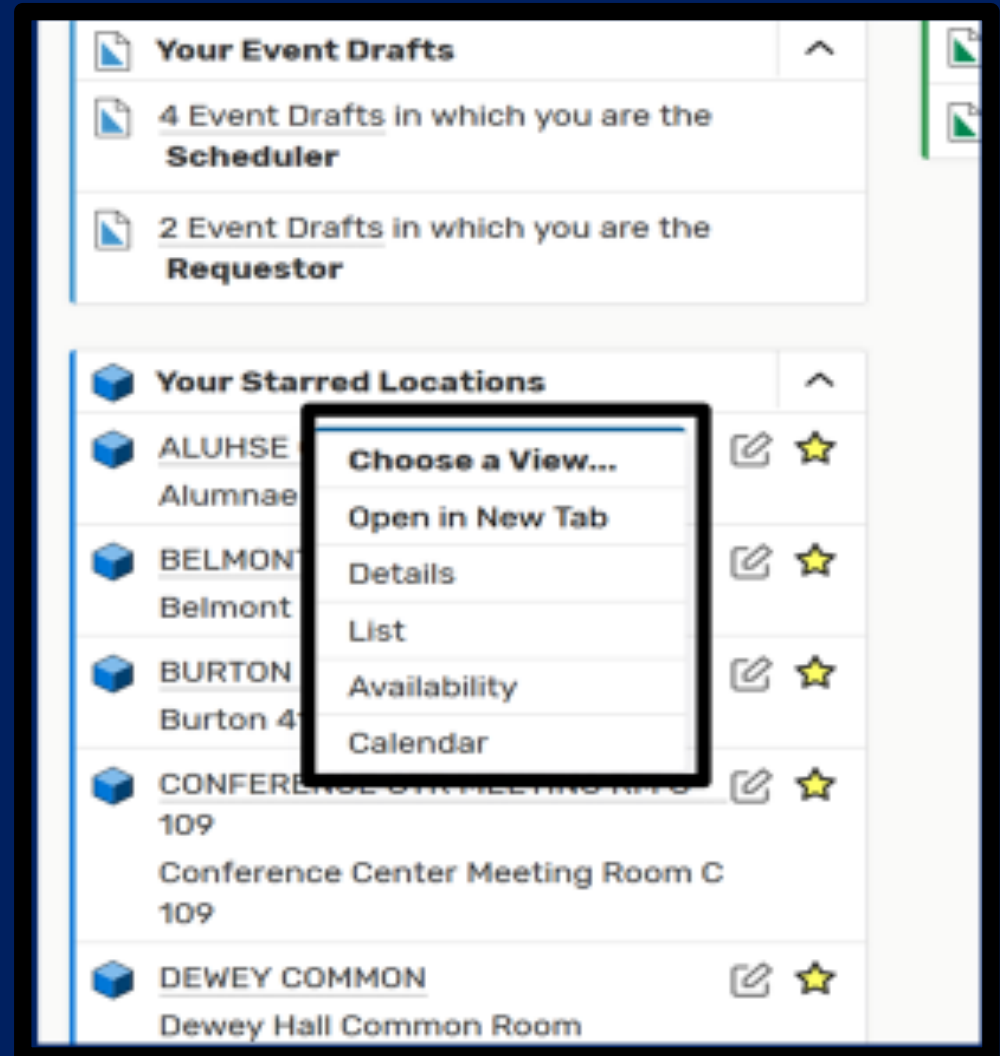 Your Event Drafts
4 Event Drafts in which you are the
Scheduler
2 Event Drafts in which you are the
Requestor
Your Starred Locations
ALUHSE
Alumnae
Choose a View...
Open in New Tab
Details
List
Availability
Calendar
BELMONT
Belmont
BURTON
Burton
CONFERENCE
109
Conference Center Meeting Room C
109
DEWEY COMMON
Dewey Hall Common Room